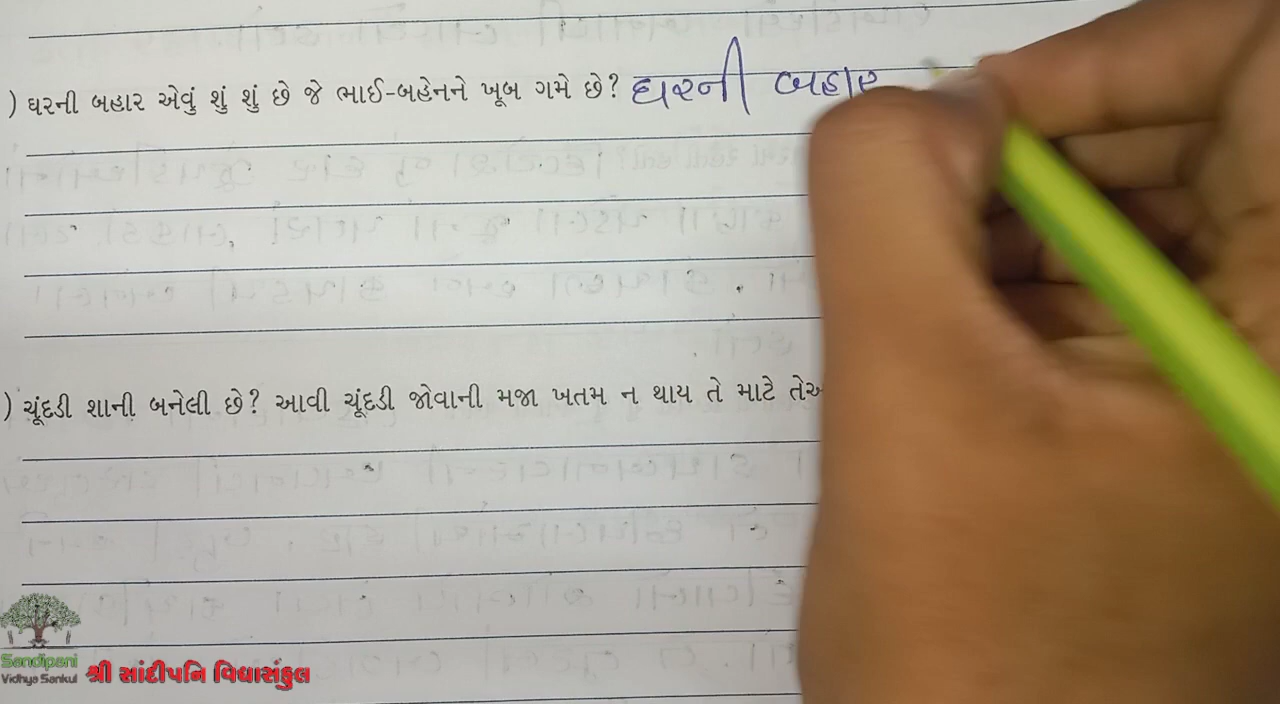 ) ઘરની બહાર એવું શું શું છે જે ભાઈ-બહેનને ખૂબ ગમે છે? ઘરની બહાર
) ચૂંદડી શાની બનેલી છે? આવી ચૂંદડી જોવાની મજા ખતમ ન થાય તે માટે તેઅ
Sandipani
Vidhya Sankul
શ્રી સાંદીપનિ વિદ્યાસંકુલ